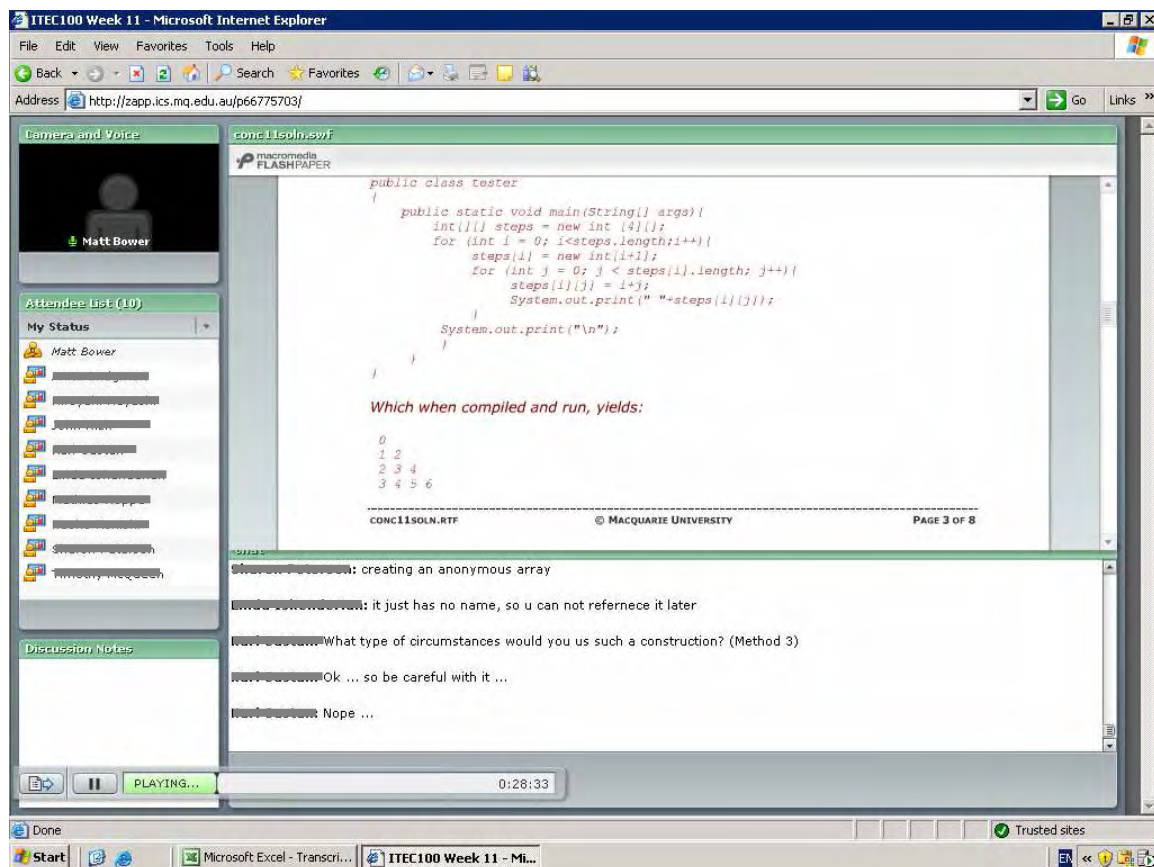 ITEC100 Week 11 - Microsoft Internet Explorer
File Edit View Favorites Tools Help
Back Search Favorites
Address http://zapp.ics.mq.edu.au/p66775703/ Go Links »
Camera and Voice
Matt Bower
Attendee List (10)
My Status
Matt Bower
Discussion Notes
conc11soln.swf
macromedia
FLASHPAPER
public class tester
{
public static void main(String[] args){
int[][] steps = new int [4][];
for (int i = 0; i<steps.length;i++){
steps[i] = new int[i+1];
for (int j = 0; j < steps[i].length; j++){
steps[i][j] = i+j;
System.out.print(" "+steps[i][j]);
}
System.out.print("\n");
}
}
}
Which when compiled and run, yields:
0
1 2
2 3 4
3 4 5 6
CONC11SOLN.RTF © MACQUARIE UNIVERSITY PAGE 3 OF 8
: creating an anonymous array
: it just has no name, so u can not refernece it later
What type of circumstances would you us such a construction? (Method 3)
Ok ... so be careful with it ...
: Nope ...
PLAYING... 0:28:33
Done Trusted sites
Start Microsoft Excel - Transcri... ITEC100 Week 11 - Mi... EN «